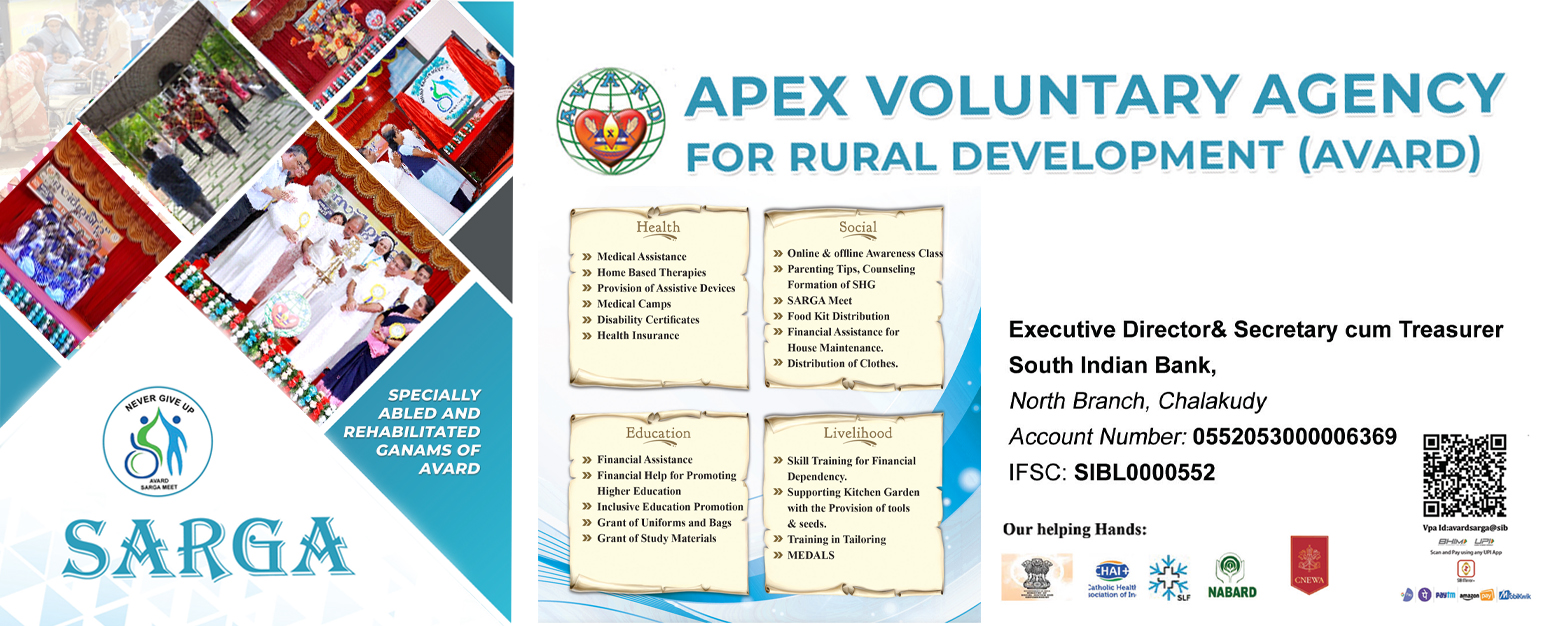 NEVER GIVE UP
AVARD
SARGA MEET
SARGA
SPECIALLY
ABLED AND
REHABILITATED
GANAMS OF
AVARD
AVARD
APEX VOLUNTARY AGENCY
FOR RURAL DEVELOPMENT (AVARD)
Health
» Medical Assistance
» Home Based Therapies
» Provision of Assistive Devices
» Medical Camps
» Disability Certificates
» Health Insurance
Social
» Online & offline Awareness Class
» Parenting Tips, Counseling
Formation of SHG
» SARGA Meet
» Food Kit Distribution
» Financial Assistance for
House Maintenance.
» Distribution of Clothes.
Education
» Financial Assistance
» Financial Help for Promoting
Higher Education
» Inclusive Education Promotion
» Grant of Uniforms and Bags
» Grant of Study Materials
Livelihood
» Skill Training for Financial
Dependency.
» Supporting Kitchen Garden
with the Provision of tools
& seeds.
» Training in Tailoring
» MEDALS
Executive Director& Secretary cum Treasurer
South Indian Bank,
North Branch, Chalakudy
Account Number: 0552053000006369
IFSC: SIBL0000552
Vpa Id:avardsarga@sib
BHIM UPI
Scan and Pay using any UPI App
Our helping Hands:
CHAI+
Catholic Health
sociation of In
SLF
NABARD
CNEWA
paytm
amazon pay
MobiKwik